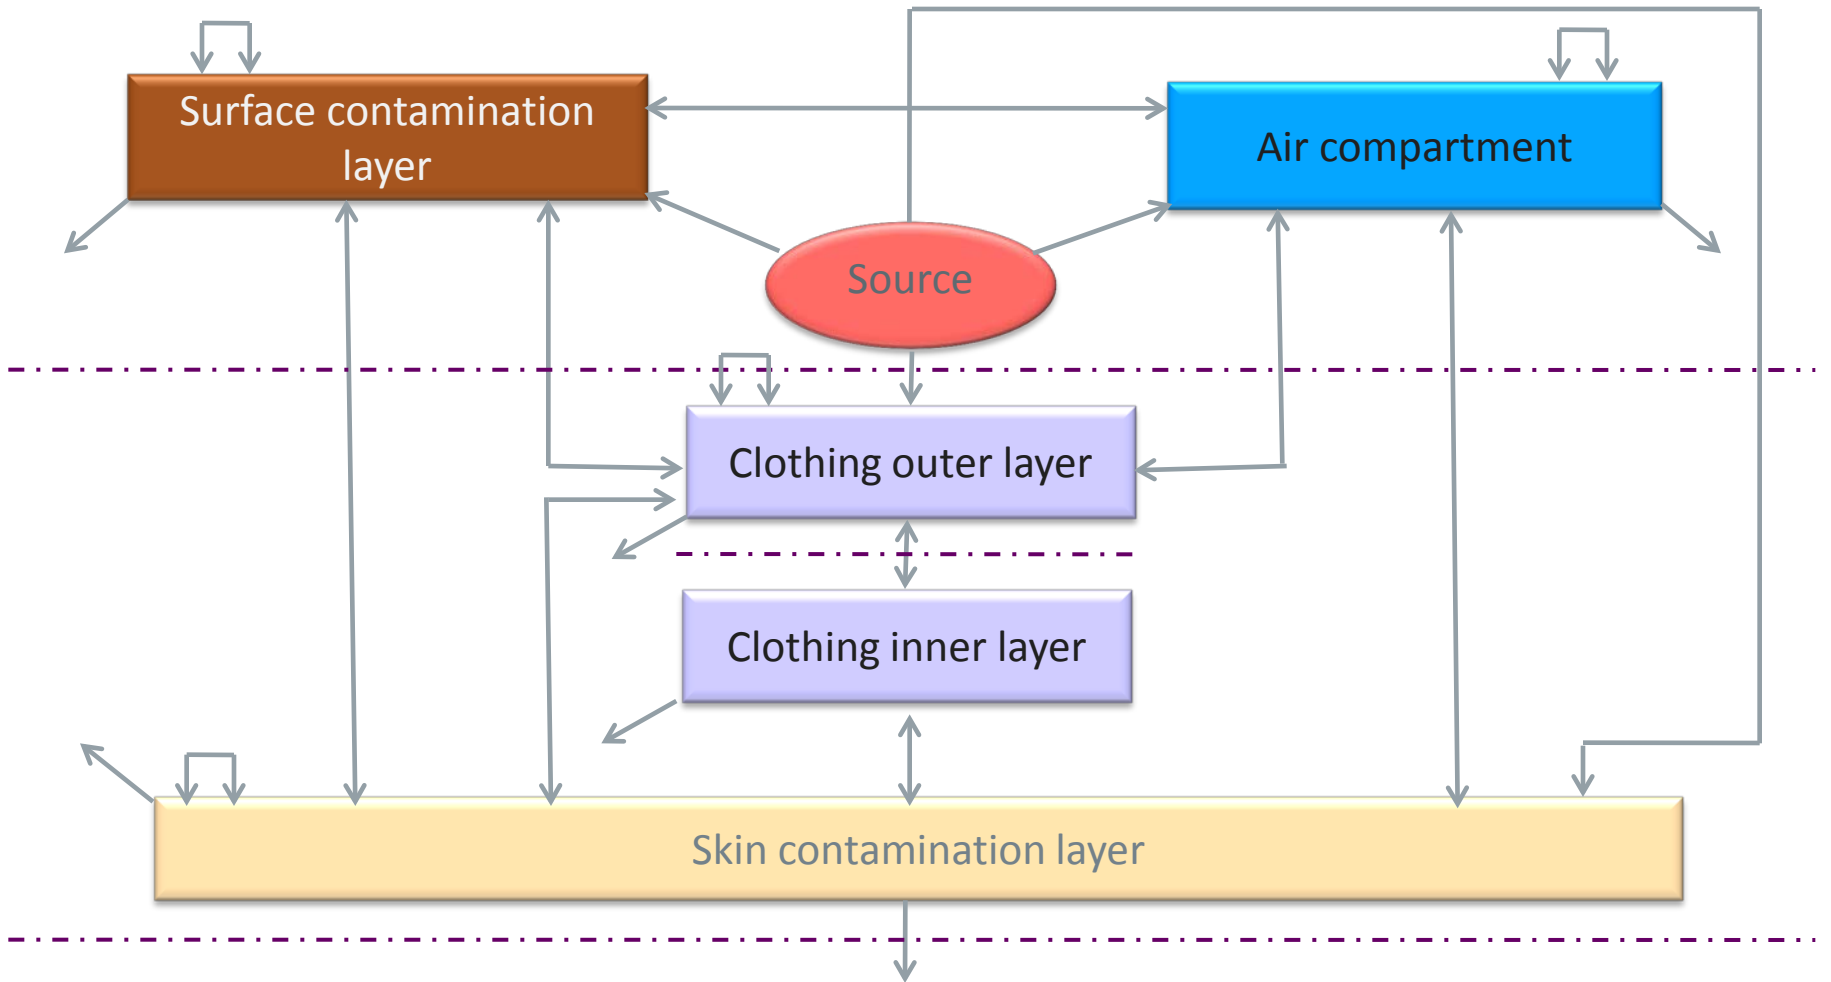 Surface contamination
layer
Air compartment
Source
Clothing outer layer
Clothing inner layer
Skin contamination layer